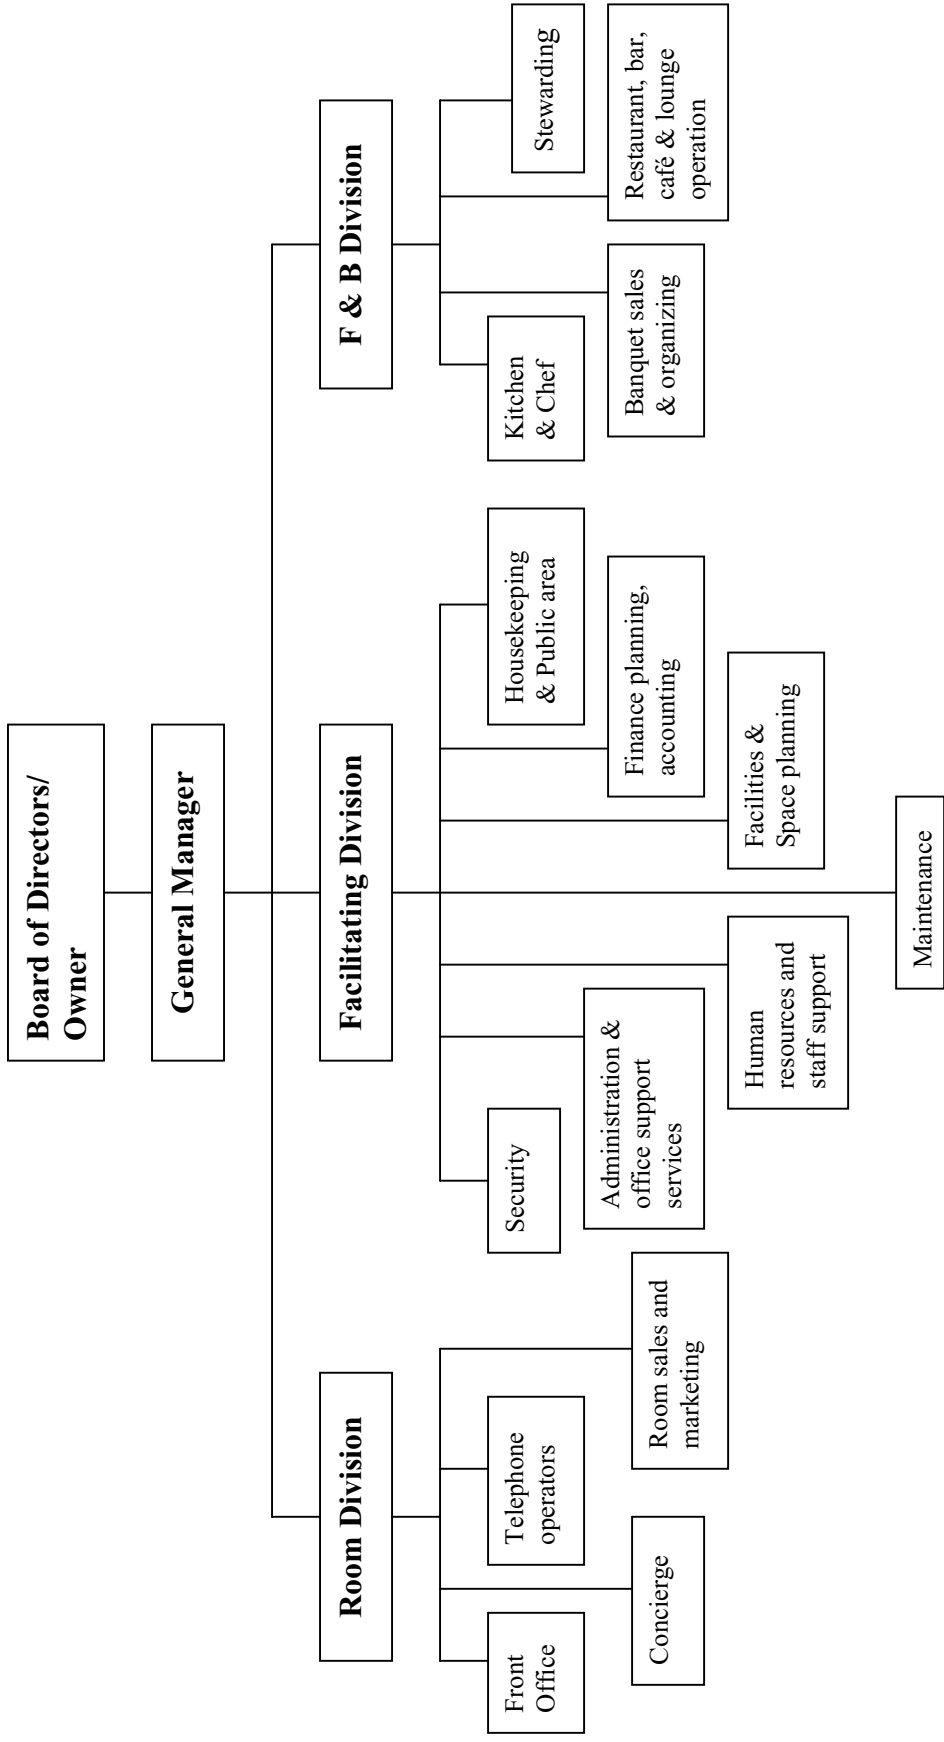 Board of Directors/
Owner
General Manager
Room Division
Facilitating Division
F & B Division
Front
Office
Concierge
Telephone
operators
Room sales and
marketing
Security
Administration &
office support
services
Human
resources and
staff support
Maintenance
Facilities &
Space planning
Finance planning,
accounting
Housekeeping
& Public area
Kitchen
& Chef
Banquet sales
& organizing
Restaurant, bar,
café & lounge
operation
Stewarding